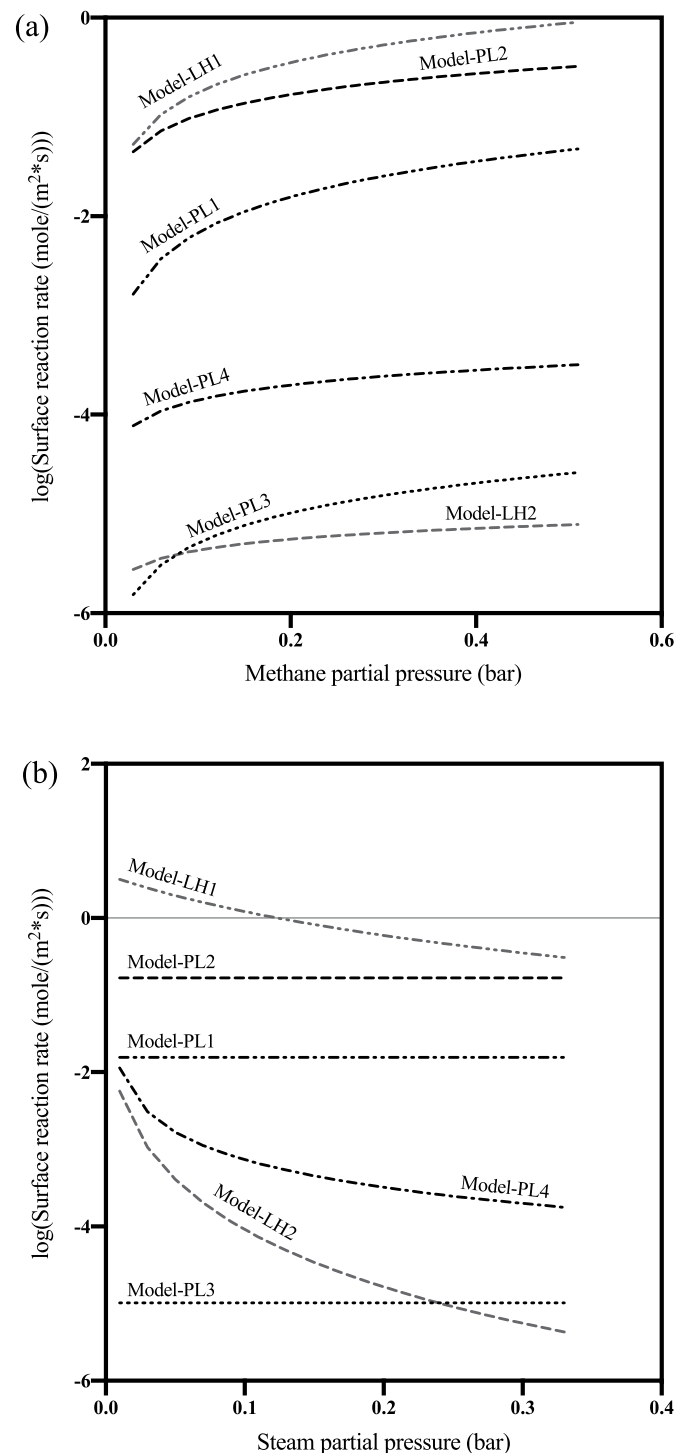 (a)
0
-2
-4
-6
log(Surface reaction rate (mole/(m²*s)))
Model-LH1
Model-PL2
Model-PL1
Model-PL4
Model-PL3
Model-LH2
0.0
0.2
0.4
0.6
Methane partial pressure (bar)
(b)
2
0
-2
-4
-6
log(Surface reaction rate (mole/(m²*s)))
Model-LH1
Model-PL2
Model-PL1
Model-PL4
Model-LH2
Model-PL3
0.0
0.1
0.2
0.3
0.4
Steam partial pressure (bar)